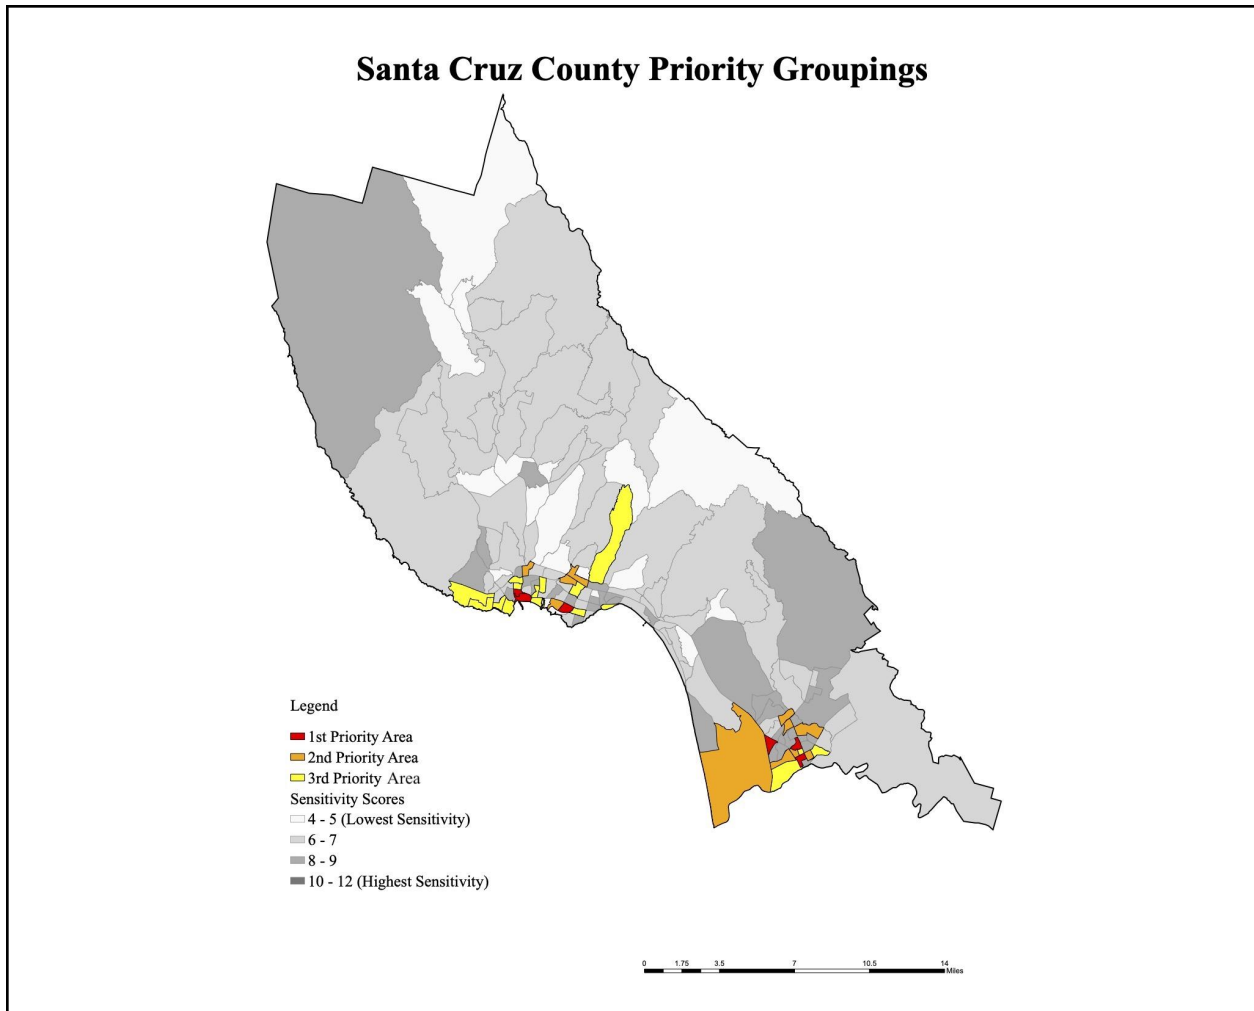 Santa Cruz County Priority Groupings
Legend
1st Priority Area
2nd Priority Area
3rd Priority Area
Sensitivity Scores
4 - 5 (Lowest Sensitivity)
6 - 7
8 - 9
10 - 12 (Highest Sensitivity)
0 1.75 3.5 7 10.5 14
Miles